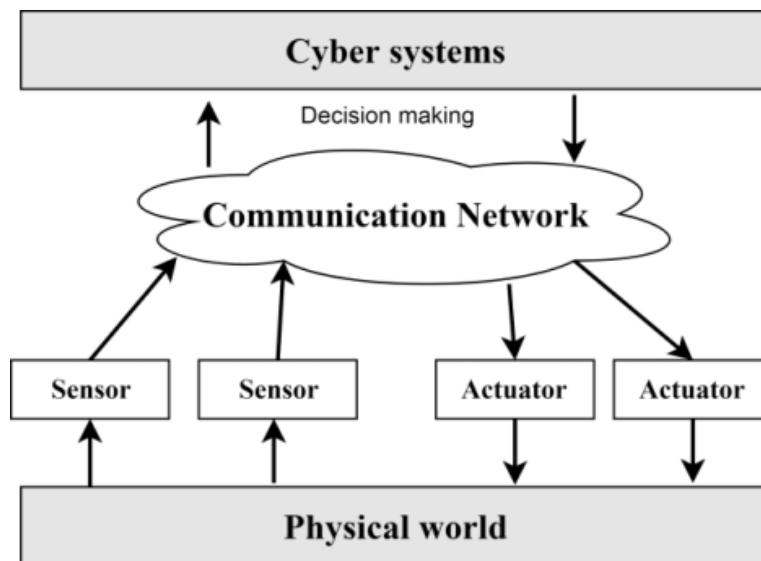 Cyber systems
Decision making
Communication Network
Sensor
Sensor
Actuator
Actuator
Physical world